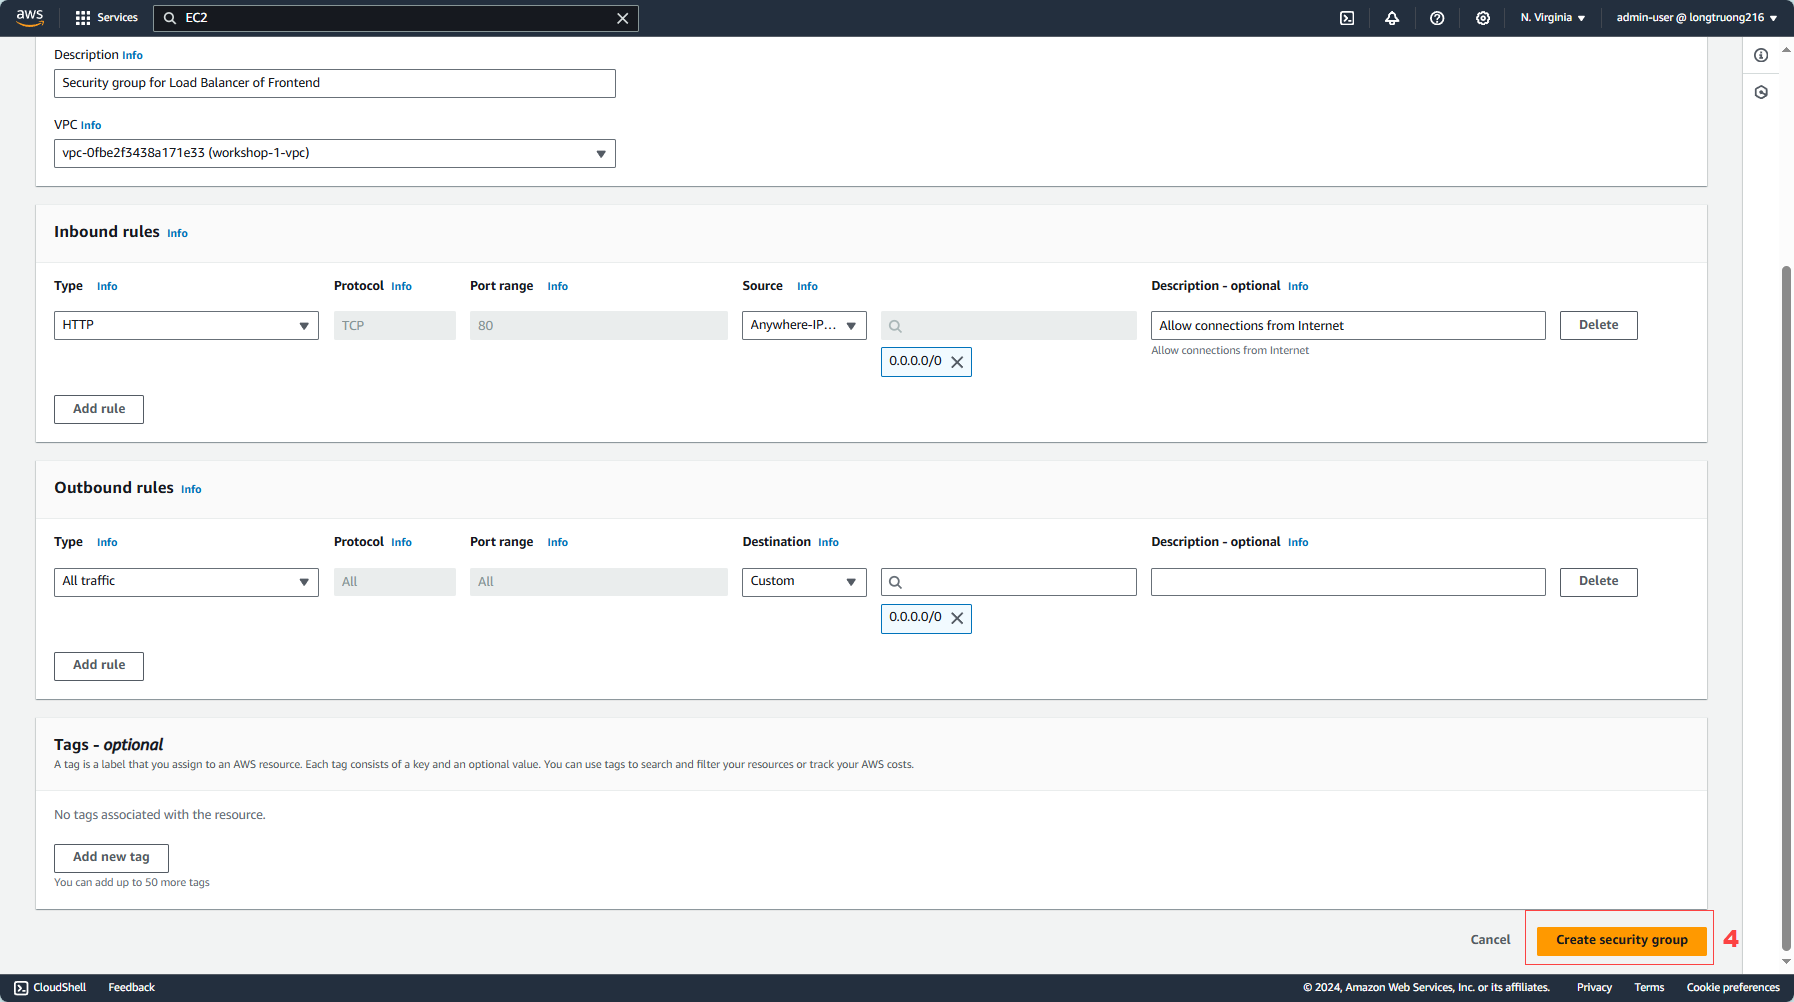 aws Services EC2 N. Virginia admin-user @ longtruong216
Description Info
Security group for Load Balancer of Frontend
VPC Info
vpc-0fbe2f3438a171e33 (workshop-1-vpc)
Inbound rules Info
Type Info Protocol Info Port range Info Source Info Description - optional Info
HTTP TCP 80 Anywhere-IP... Allow connections from Internet Delete
0.0.0.0/0 Allow connections from Internet
Add rule
Outbound rules Info
Type Info Protocol Info Port range Info Destination Info Description - optional Info
All traffic All All Custom Delete
0.0.0.0/0
Add rule
Tags - optional
A tag is a label that you assign to an AWS resource. Each tag consists of a key and an optional value. You can use tags to search and filter your resources or track your AWS costs.
No tags associated with the resource.
Add new tag
You can add up to 50 more tags
Cancel Create security group 4
CloudShell Feedback © 2024, Amazon Web Services, Inc. or its affiliates. Privacy Terms Cookie preferences